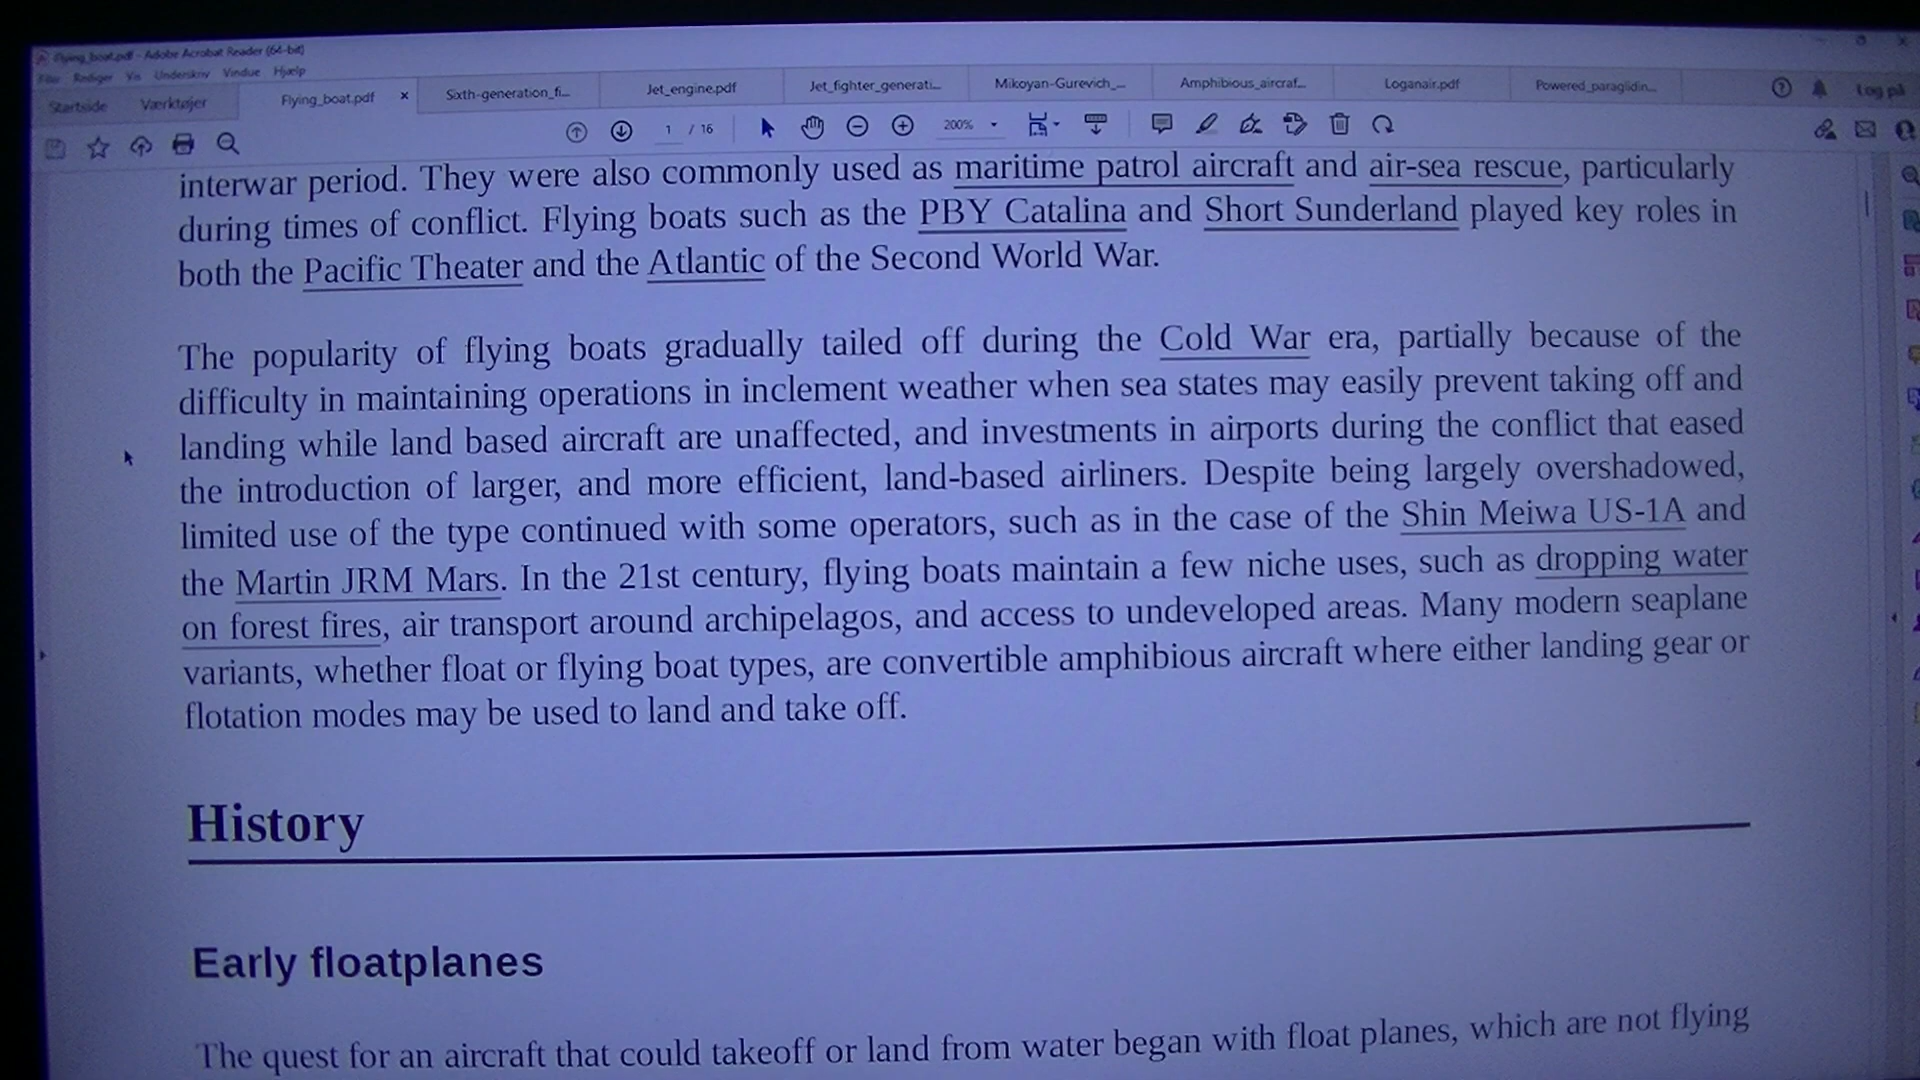 Flying_boat.pdf - Adobe Acrobat Reader (64-bit)
Filer Rediger Vis Underskriv Vindue Hjælp
Startside Værktøjer Flying_boat.pdf × Sixth-generation_fi... Jet_engine.pdf Jet_fighter_generati... Mikoyan-Gurevich_... Amphibious_aircraf... Loganair.pdf Powered_paraglidin... Log på
1 / 16 200%
interwar period. They were also commonly used as maritime patrol aircraft and air-sea rescue, particularly
during times of conflict. Flying boats such as the PBY Catalina and Short Sunderland played key roles in
both the Pacific Theater and the Atlantic of the Second World War.
The popularity of flying boats gradually tailed off during the Cold War era, partially because of the
difficulty in maintaining operations in inclement weather when sea states may easily prevent taking off and
landing while land based aircraft are unaffected, and investments in airports during the conflict that eased
the introduction of larger, and more efficient, land-based airliners. Despite being largely overshadowed,
limited use of the type continued with some operators, such as in the case of the Shin Meiwa US-1A and
the Martin JRM Mars. In the 21st century, flying boats maintain a few niche uses, such as dropping water
on forest fires, air transport around archipelagos, and access to undeveloped areas. Many modern seaplane
variants, whether float or flying boat types, are convertible amphibious aircraft where either landing gear or
flotation modes may be used to land and take off.
History
Early floatplanes
The quest for an aircraft that could takeoff or land from water began with float planes, which are not flying